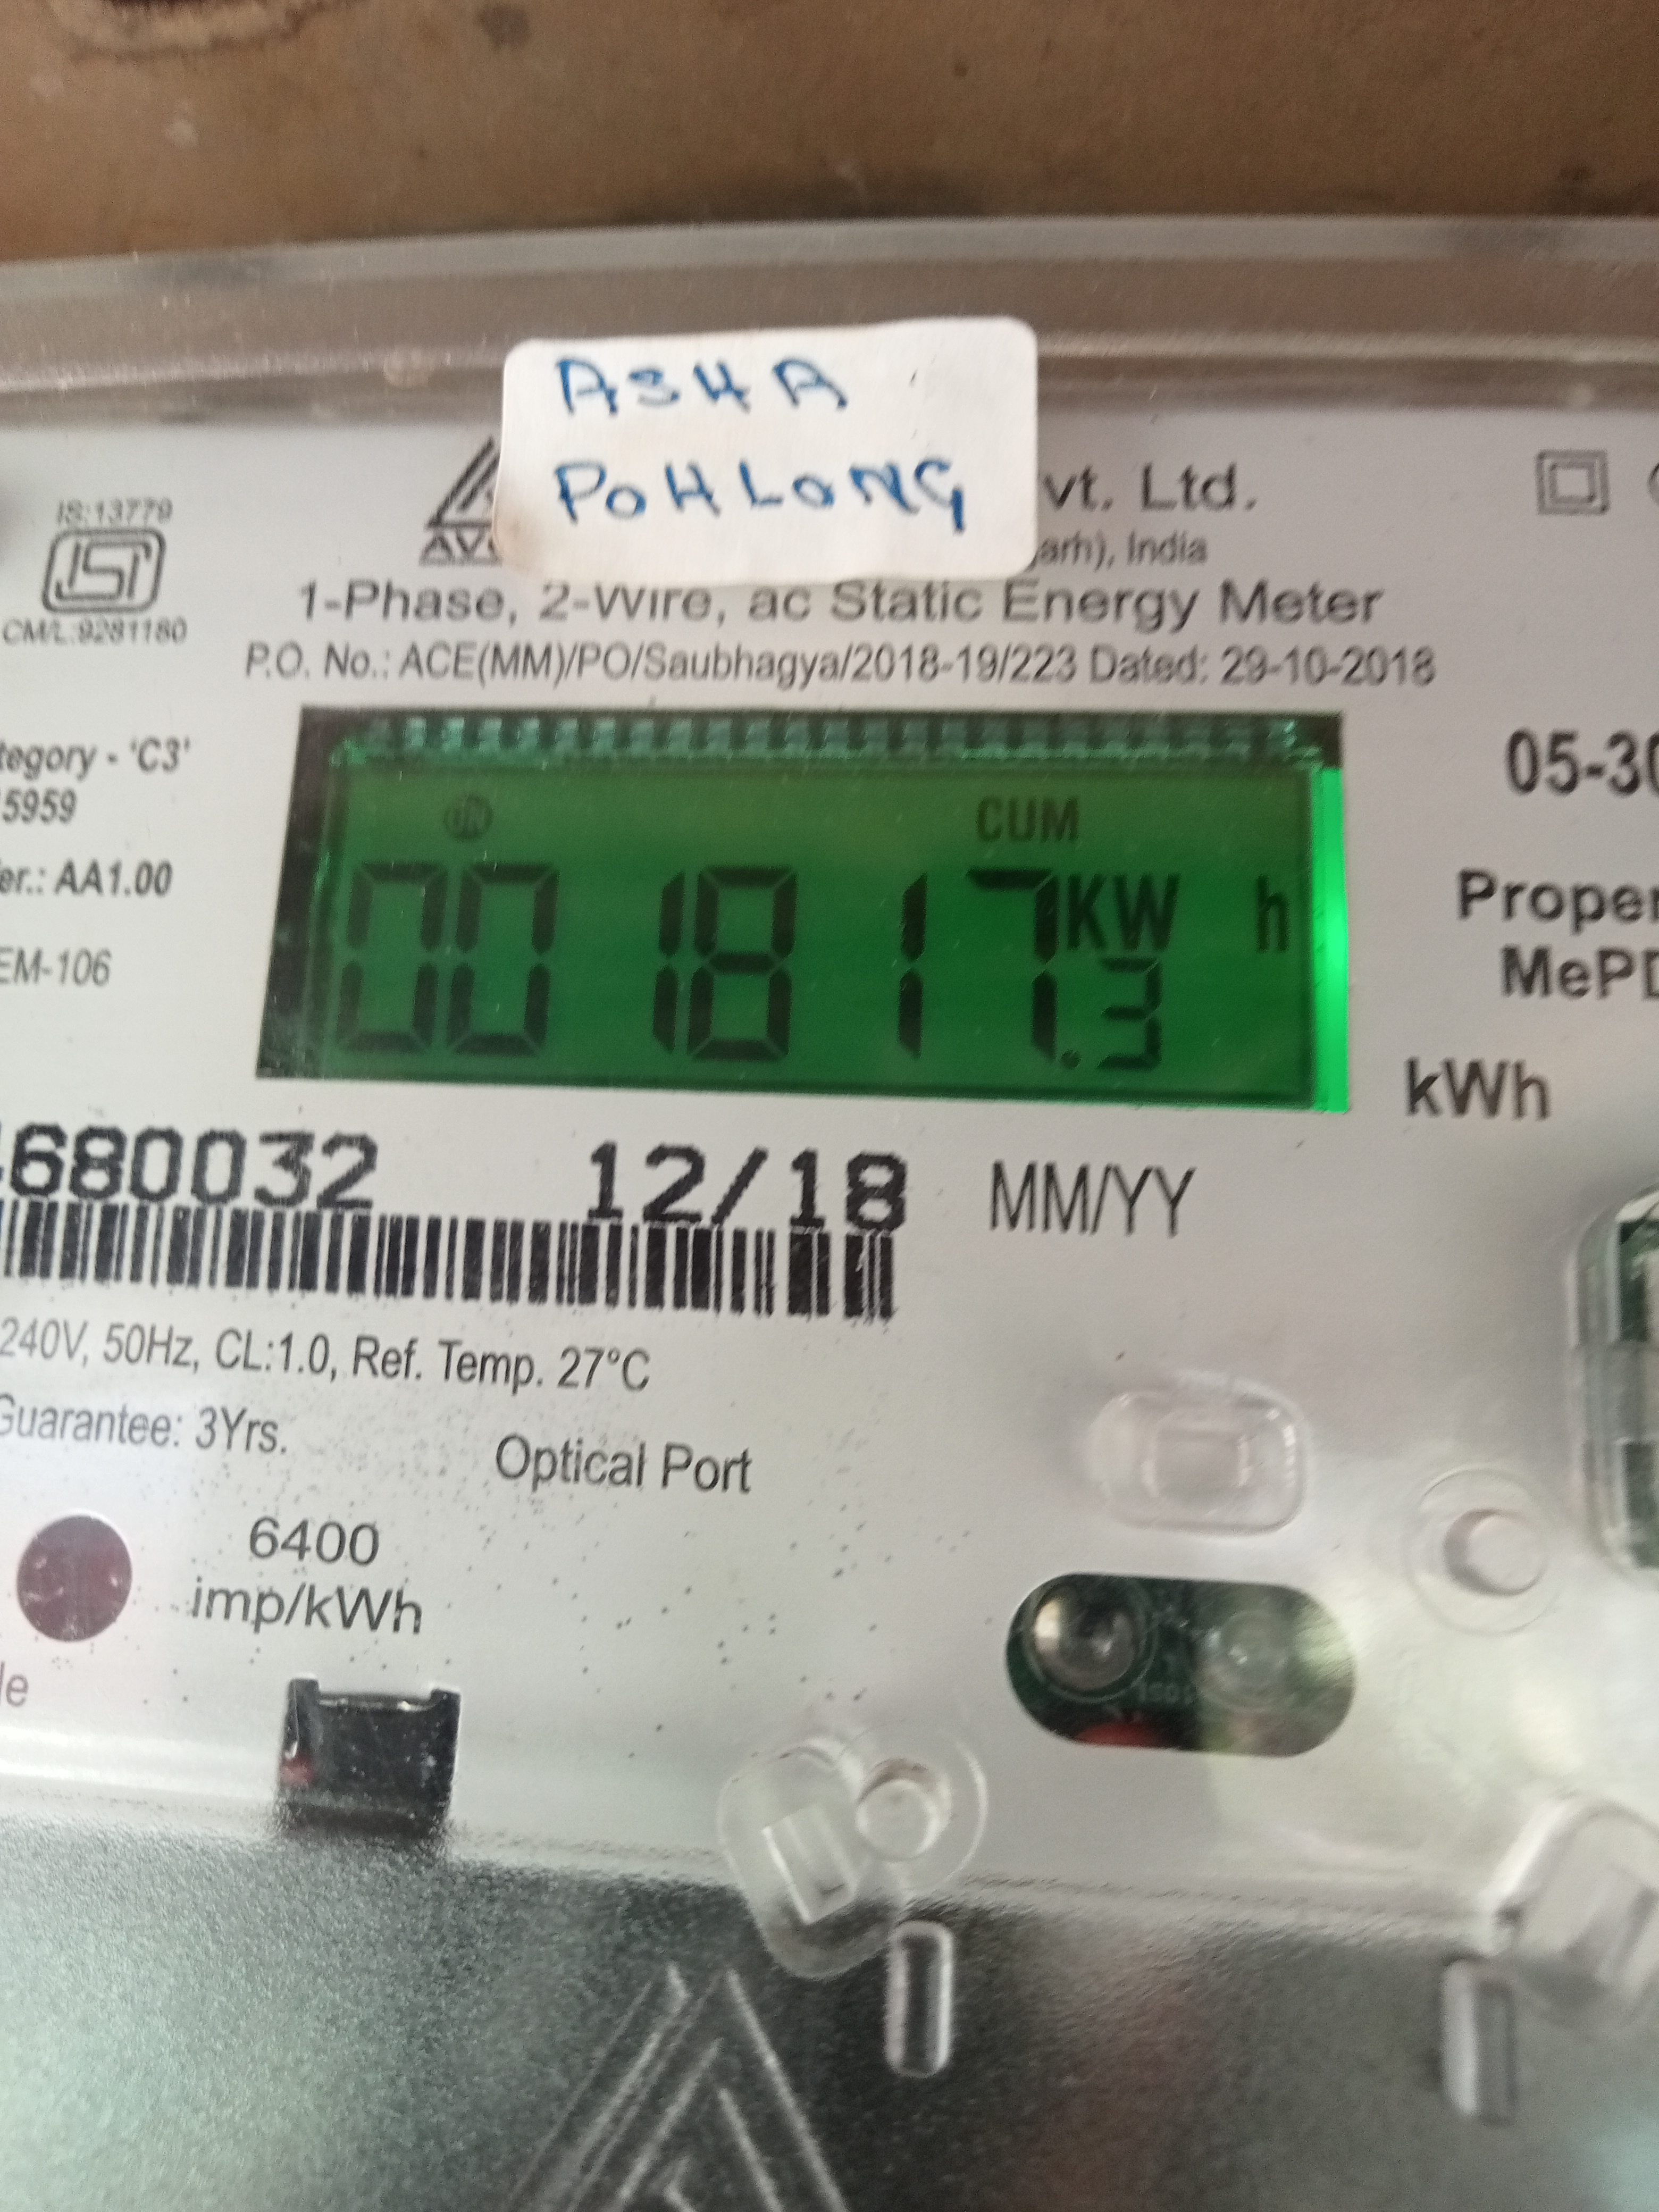 ASHA
POHLONG
vt. Ltd.
IS:13779
arh), India
1-Phase, 2-Wire, ac Static Energy Meter
CM/L:9281180
P.O. No.: ACE(MM)/PO/Saubhagya/2018-19/223 Dated: 29-10-2018
tegory - 'C3'
5959
05-30
CUM
er.: AA1.00
001817.3 KW h
Proper
MePD
EM-106
kWh
680032 12/18 MM/YY
240V, 50Hz, CL:1.0, Ref. Temp. 27°C
Guarantee: 3Yrs.
Optical Port
6400
imp/kWh
le